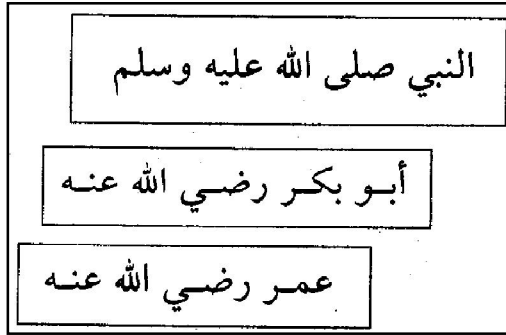 النبي صلى الله عليه وسلم
أبو بكر رضي الله عنه
عمر رضي الله عنه